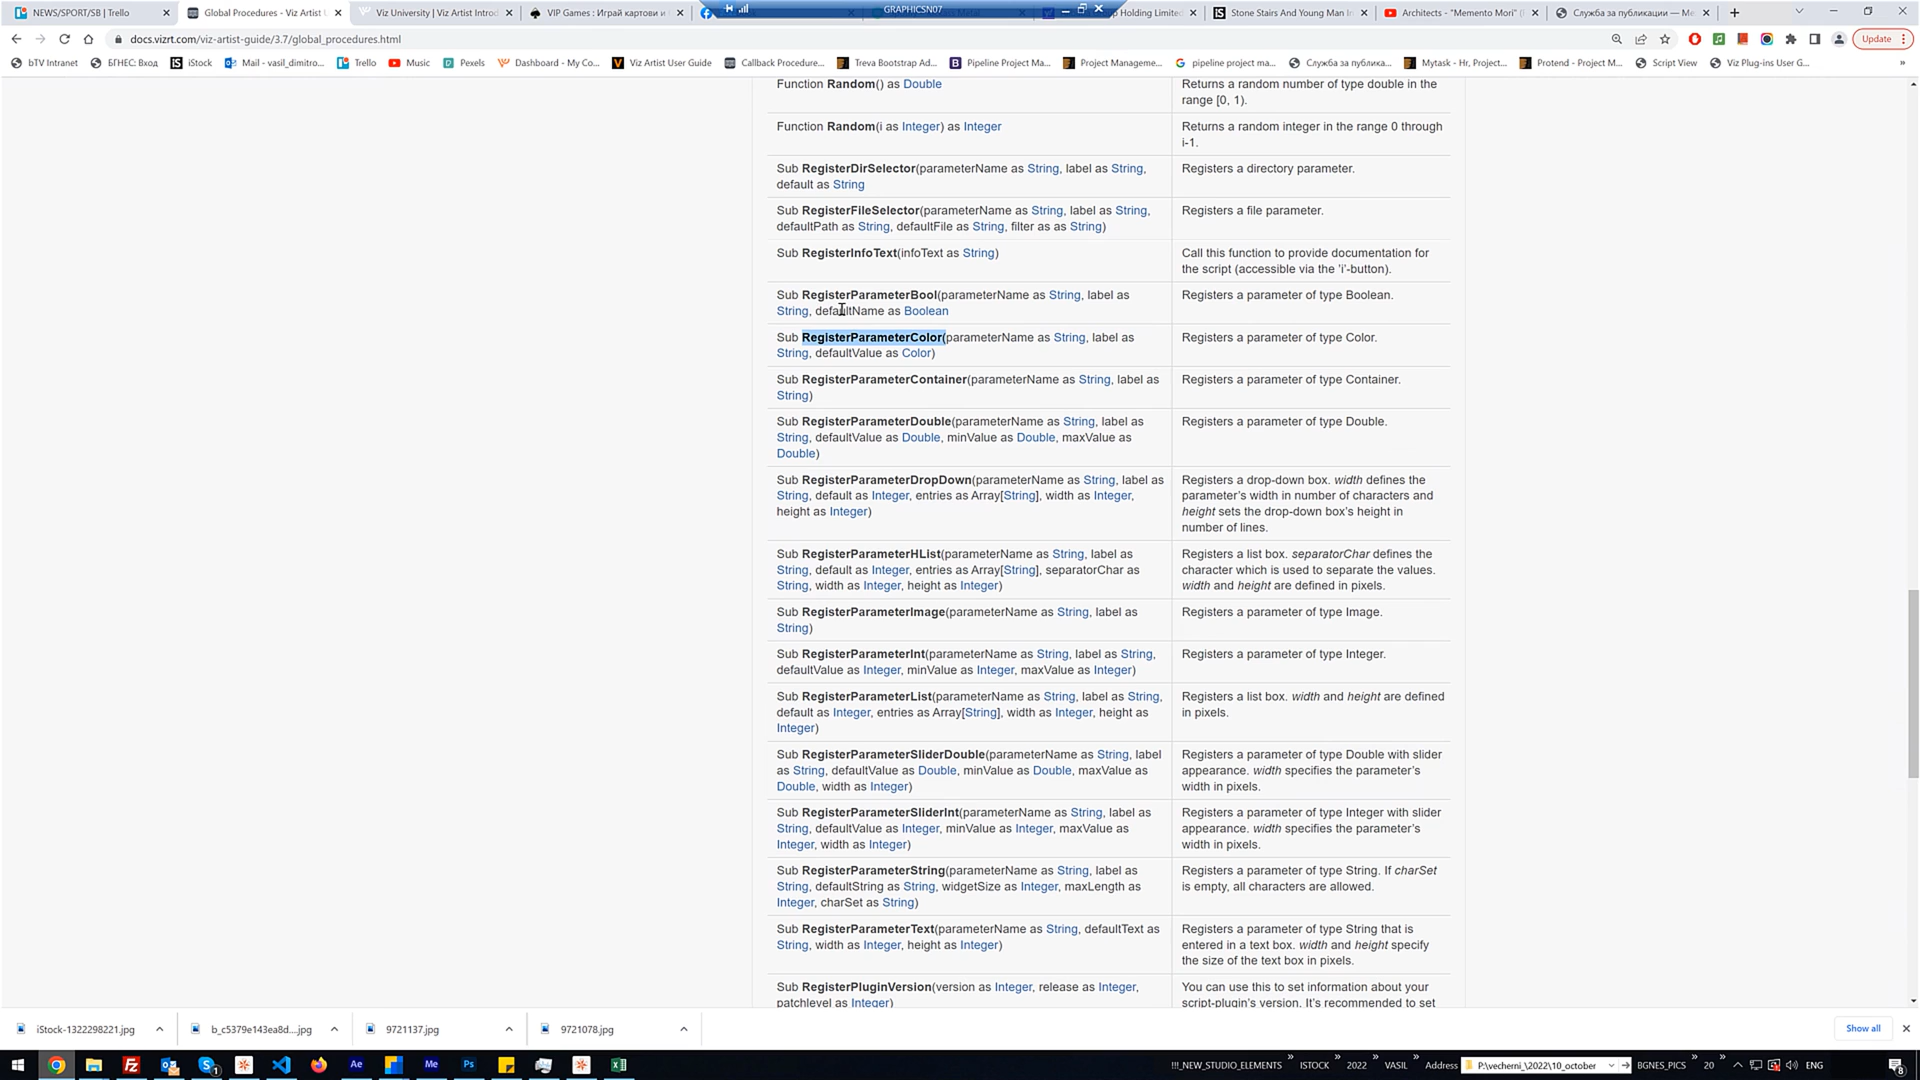 NEWS/SPORT/SB | Trello
Global Procedures - Viz Artist
Viz University | Viz Artist Introd
VIP Games : Играй картови и
GRAPHICSN07
p Holding Limited
Stone Stairs And Young Man In
Architects - "Memento Mori"
Служба за публикации — Me
docs.vizrt.com/viz-artist-guide/3.7/global_procedures.html
Update
bTV Intranet
БГНЕС: Вход
iStock
Mail - vasil_dimitro...
Trello
Music
Pexels
Dashboard - My Co...
Viz Artist User Guide
Callback Procedure...
Treva Bootstrap Ad...
Pipeline Project Ma...
Project Manageme...
pipeline project ma...
Служба за публика...
Mytask - Hr, Project...
Protend - Project M...
Script View
Viz Plug-ins User G...
Function Random() as Double
Returns a random number of type double in the
range [0, 1).
Function Random(i as Integer) as Integer
Returns a random integer in the range 0 through
i-1.
Sub RegisterDirSelector(parameterName as String, label as String,
default as String
Registers a directory parameter.
Sub RegisterFileSelector(parameterName as String, label as String,
defaultPath as String, defaultFile as String, filter as as String)
Registers a file parameter.
Sub RegisterInfoText(infoText as String)
Call this function to provide documentation for
the script (accessible via the 'i'-button).
Sub RegisterParameterBool(parameterName as String, label as
String, defaultName as Boolean
Registers a parameter of type Boolean.
Sub RegisterParameterColor(parameterName as String, label as
String, defaultValue as Color)
Registers a parameter of type Color.
Sub RegisterParameterContainer(parameterName as String, label as
String)
Registers a parameter of type Container.
Sub RegisterParameterDouble(parameterName as String, label as
String, defaultValue as Double, minValue as Double, maxValue as
Double)
Registers a parameter of type Double.
Sub RegisterParameterDropDown(parameterName as String, label as
String, default as Integer, entries as Array[String], width as Integer,
height as Integer)
Registers a drop-down box. width defines the
parameter's width in number of characters and
height sets the drop-down box's height in
number of lines.
Sub RegisterParameterHList(parameterName as String, label as
String, default as Integer, entries as Array[String], separatorChar as
String, width as Integer, height as Integer)
Registers a list box. separatorChar defines the
character which is used to separate the values.
width and height are defined in pixels.
Sub RegisterParameterImage(parameterName as String, label as
String)
Registers a parameter of type Image.
Sub RegisterParameterInt(parameterName as String, label as String,
defaultValue as Integer, minValue as Integer, maxValue as Integer)
Registers a parameter of type Integer.
Sub RegisterParameterList(parameterName as String, label as String,
default as Integer, entries as Array[String], width as Integer, height as
Integer)
Registers a list box. width and height are defined
in pixels.
Sub RegisterParameterSliderDouble(parameterName as String, label
as String, defaultValue as Double, minValue as Double, maxValue as
Double, width as Integer)
Registers a parameter of type Double with slider
appearance. width specifies the parameter's
width in pixels.
Sub RegisterParameterSliderInt(parameterName as String, label as
String, defaultValue as Integer, minValue as Integer, maxValue as
Integer, width as Integer)
Registers a parameter of type Integer with slider
appearance. width specifies the parameter's
width in pixels.
Sub RegisterParameterString(parameterName as String, label as
String, defaultString as String, widgetSize as Integer, maxLength as
Integer, charSet as String)
Registers a parameter of type String. If charSet
is empty, all characters are allowed.
Sub RegisterParameterText(parameterName as String, defaultText as
String, width as Integer, height as Integer)
Registers a parameter of type String that is
entered in a text box. width and height specify
the size of the text box in pixels.
Sub RegisterPluginVersion(version as Integer, release as Integer,
patchlevel as Integer)
You can use this to set information about your
script-plugin's version. It's recommended to set
iStock-1322298221.jpg
b_c5379e143ea8d....jpg
9721137.jpg
9721078.jpg
Show all
!!!_NEW_STUDIO_ELEMENTS
ISTOCK
2022
VASIL
Address
P:\vecherni_\2022\10_october
BGNES_PICS
20
ENG